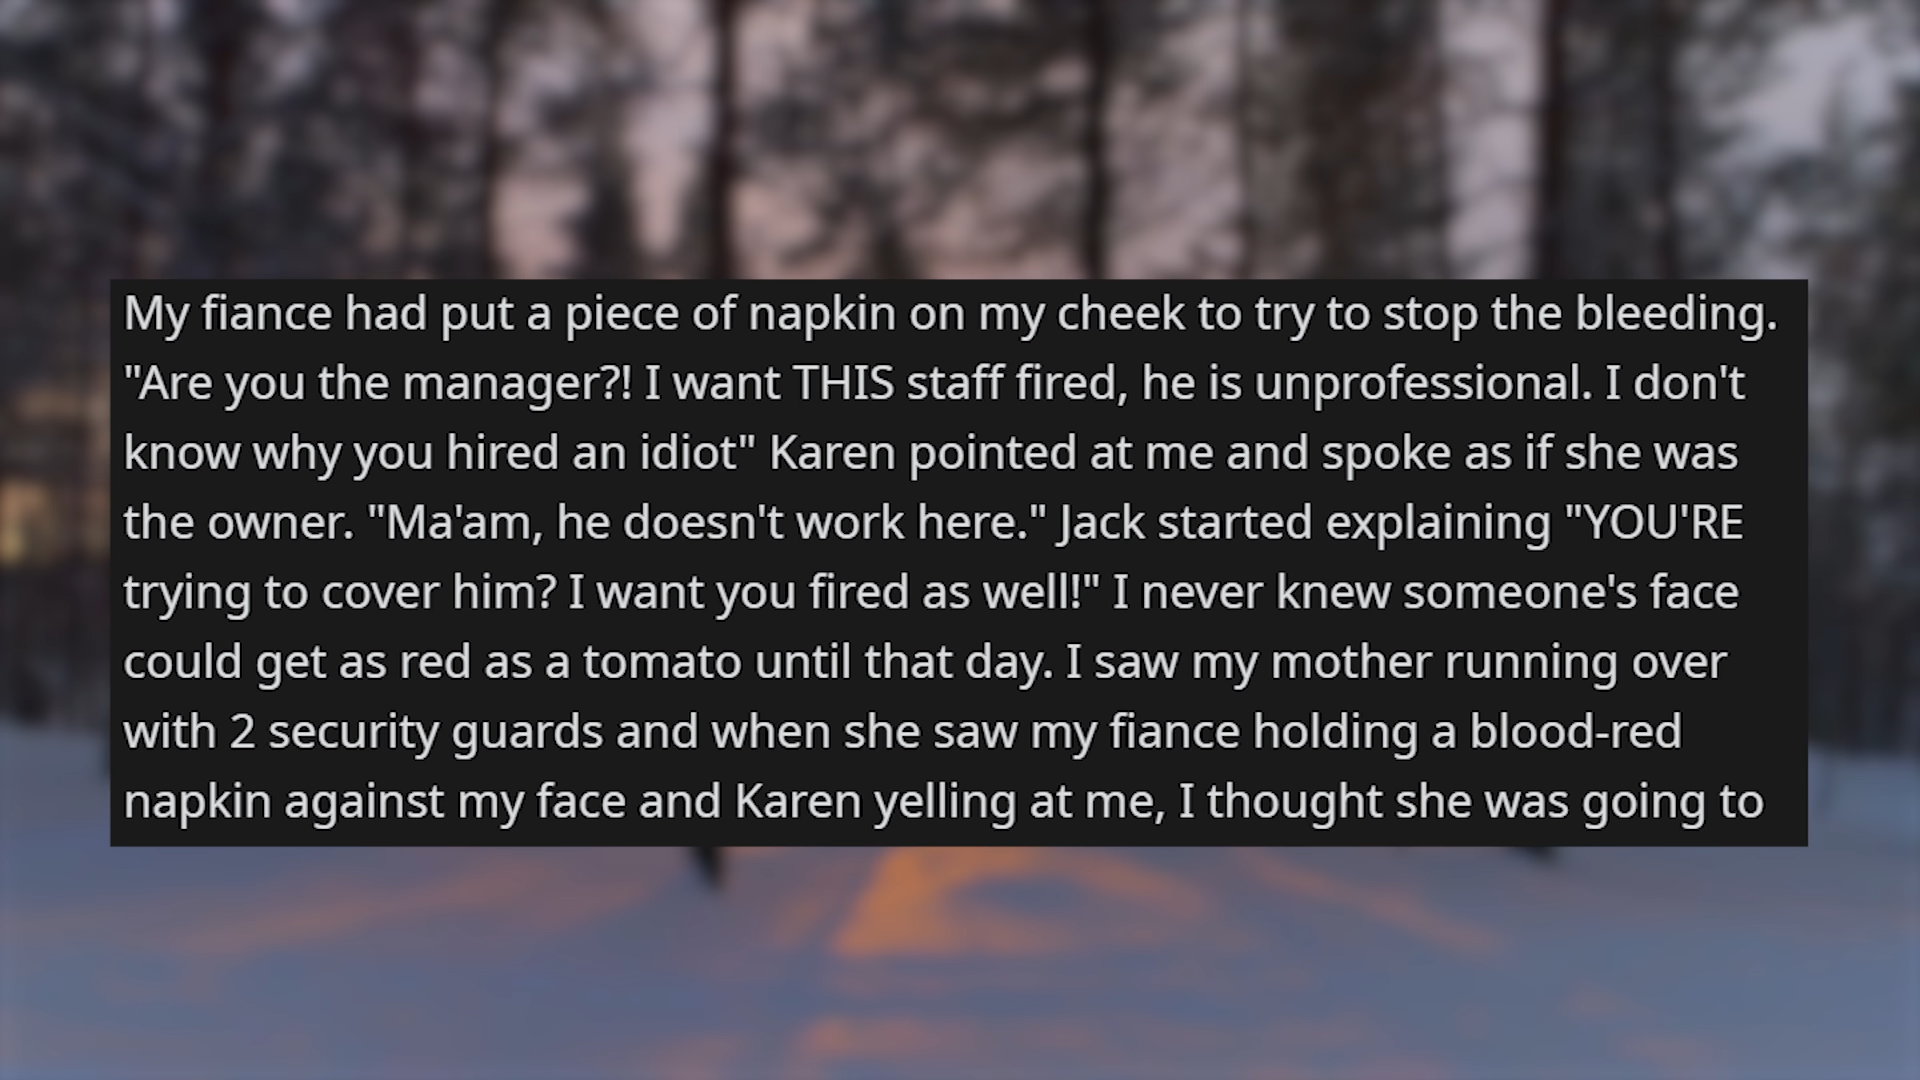 My fiance had put a piece of napkin on my cheek to try to stop the bleeding.
"Are you the manager?! I want THIS staff fired, he is unprofessional. I don't
know why you hired an idiot" Karen pointed at me and spoke as if she was
the owner. "Ma'am, he doesn't work here." Jack started explaining "YOU'RE
trying to cover him? I want you fired as well!" I never knew someone's face
could get as red as a tomato until that day. I saw my mother running over
with 2 security guards and when she saw my fiance holding a blood-red
napkin against my face and Karen yelling at me, I thought she was going to